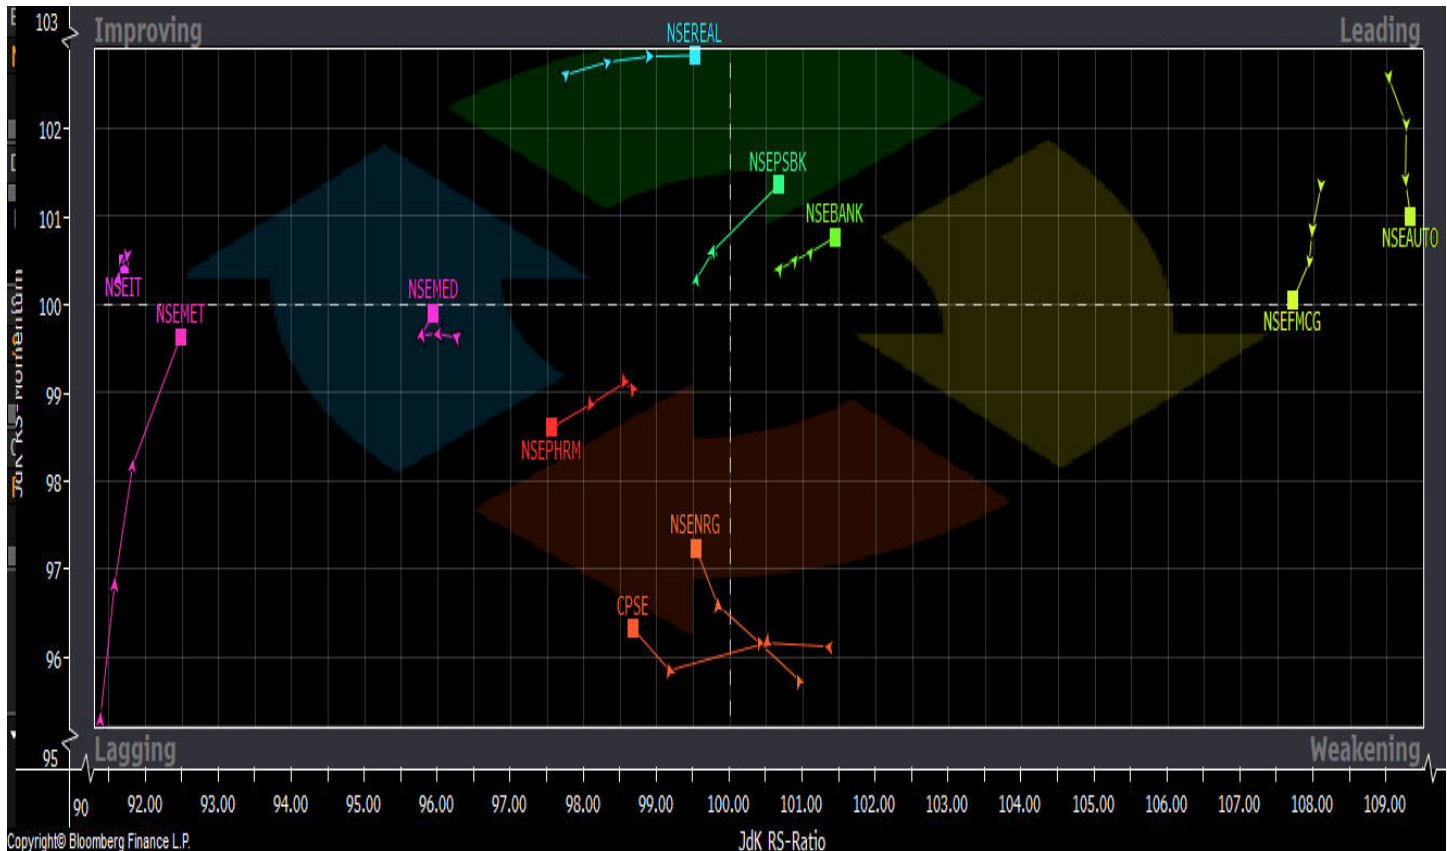 103
Improving
NSEREAL
Leading
102
NSEPSBK
101
NSEBANK
NSEAUTO
NSEIT
NSEMED
100
NSEMET
NSEFMCG
99
NSEPHRM
98
NSENRG
97
CPSE
96
JdK RS-Momentum
95
Lagging
Weakening
90 92.00 93.00 94.00 95.00 96.00 97.00 98.00 99.00 100.00 101.00 102.00 103.00 104.00 105.00 106.00 107.00 108.00 109.00
Copyright© Bloomberg Finance L.P.
JdK RS-Ratio